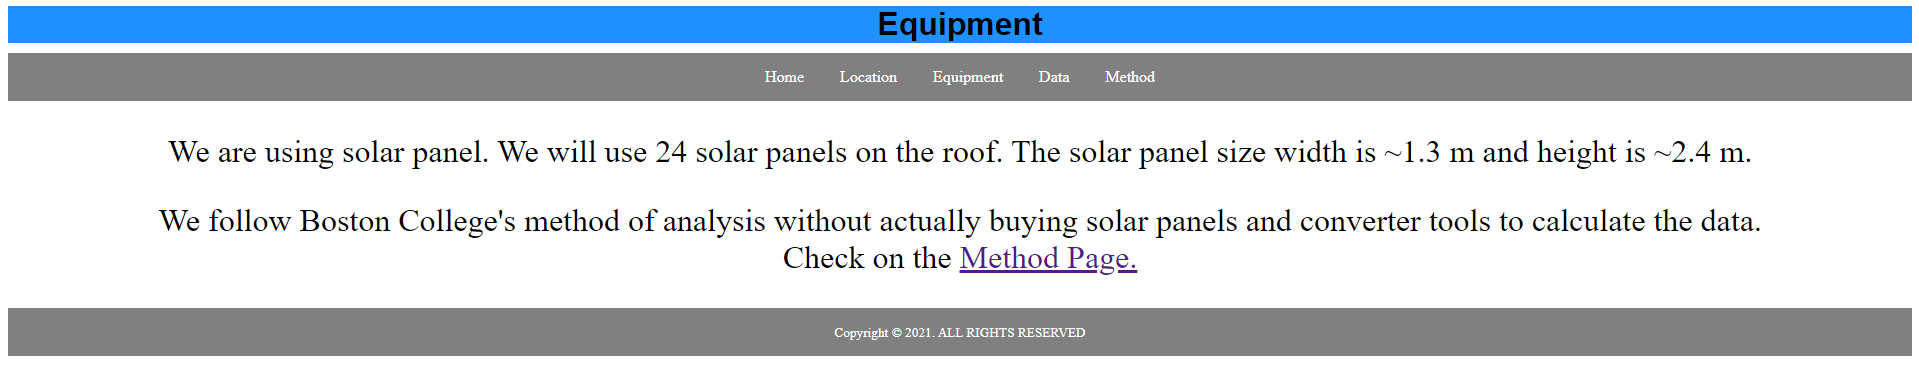 Equipment
Home Location Equipment Data Method
We are using solar panel. We will use 24 solar panels on the roof. The solar panel size width is ~1.3 m and height is ~2.4 m.
We follow Boston College's method of analysis without actually buying solar panels and converter tools to calculate the data.
Check on the Method Page.
Copyright © 2021. ALL RIGHTS RESERVED